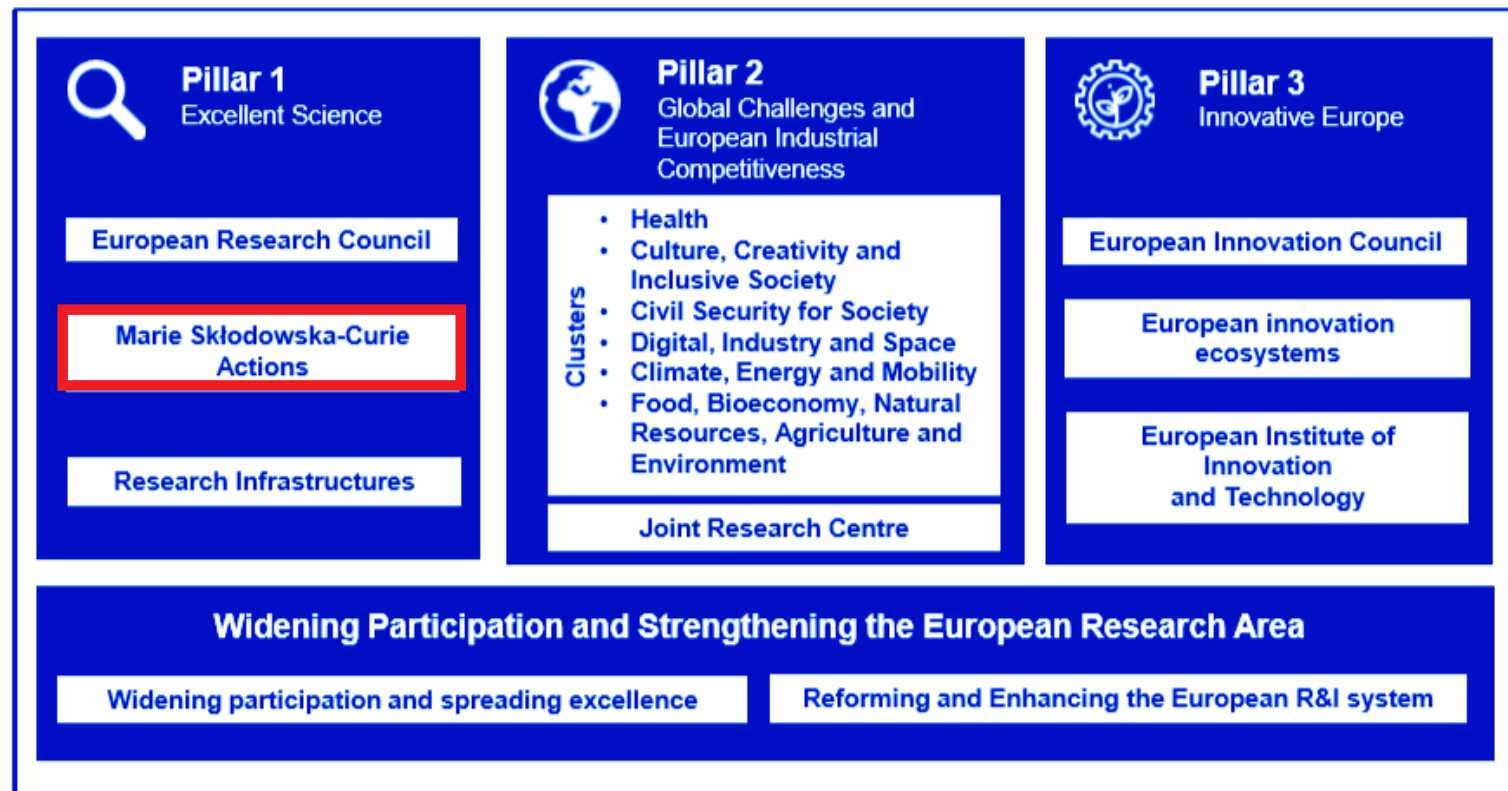 Pillar 1
Excellent Science
European Research Council
Marie Skłodowska-Curie
Actions
Research Infrastructures
Pillar 2
Global Challenges and
European Industrial
Competitiveness
Clusters
• Health
• Culture, Creativity and
Inclusive Society
• Civil Security for Society
• Digital, Industry and Space
• Climate, Energy and Mobility
• Food, Bioeconomy, Natural
Resources, Agriculture and
Environment
Joint Research Centre
Pillar 3
Innovative Europe
European Innovation Council
European innovation
ecosystems
European Institute of
Innovation
and Technology
Widening Participation and Strengthening the European Research Area
Widening participation and spreading excellence
Reforming and Enhancing the European R&I system